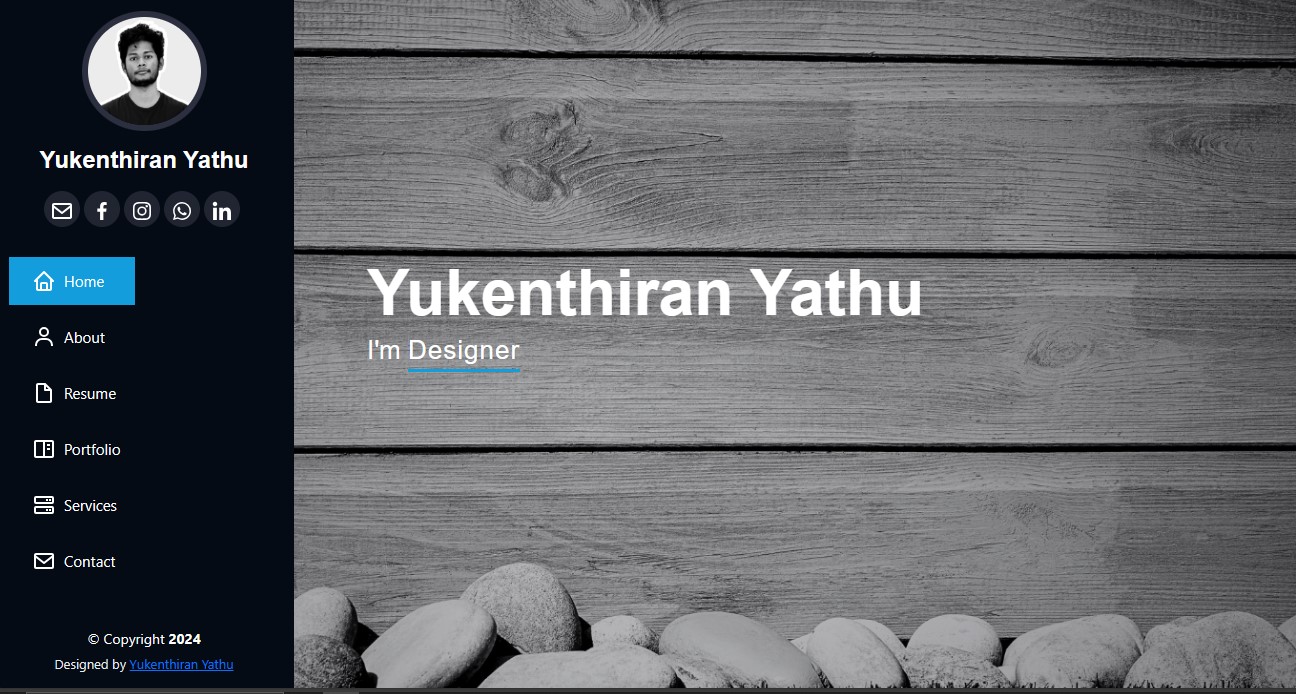 Yukenthiran Yathu
Home
About
Resume
Portfolio
Services
Contact
© Copyright 2024
Designed by Yukenthiran Yathu
Yukenthiran Yathu
I'm Designer